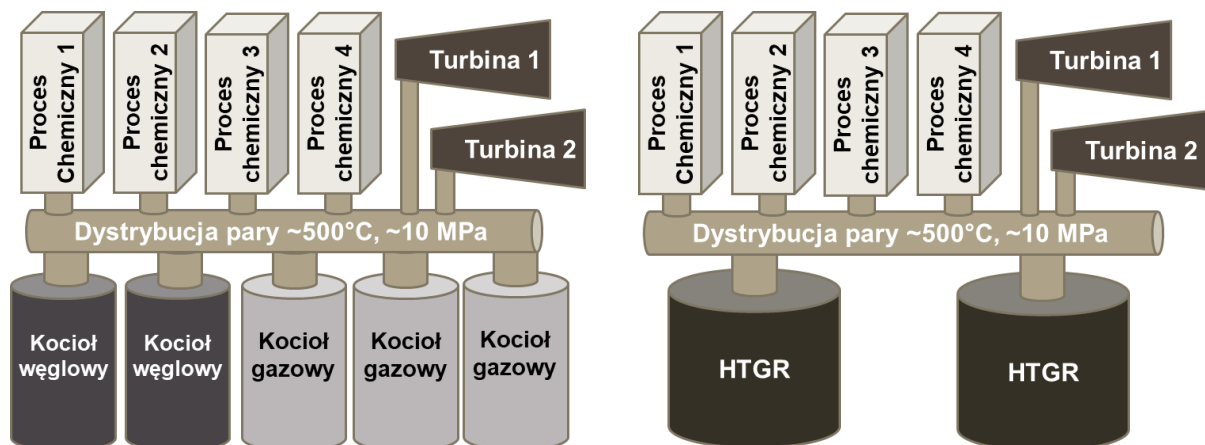 Proces
Chemiczny 1
Proces
chemiczny 2
Proces
chemiczny 3
Proces
chemiczny 4
Turbina 1
Turbina 2
Dystrybucja pary ~500°C, ~10 MPa
Kocioł
węglowy
Kocioł
węglowy
Kocioł
gazowy
Kocioł
gazowy
Kocioł
gazowy
Proces
Chemiczny 1
Proces
chemiczny 2
Proces
chemiczny 3
Proces
chemiczny 4
Turbina 1
Turbina 2
Dystrybucja pary ~500°C, ~10 MPa
HTGR
HTGR